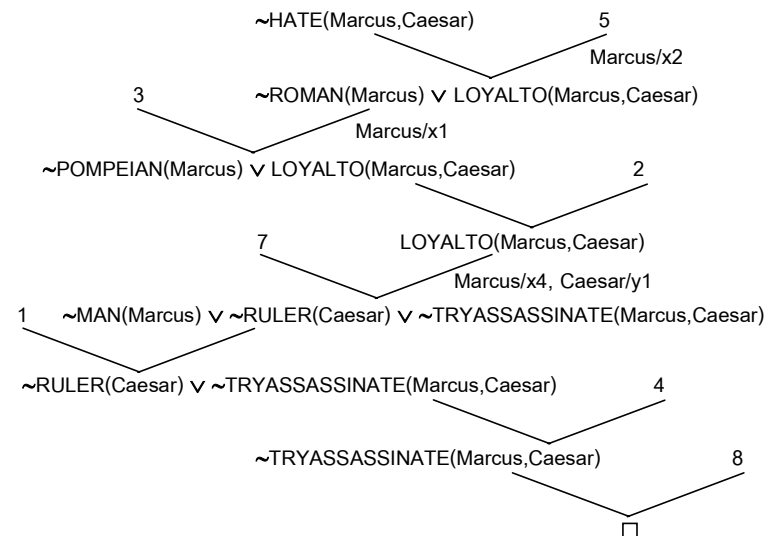 ~HATE(Marcus,Caesar) 5
Marcus/x2
3 ~ROMAN(Marcus) ∨ LOYALTO(Marcus,Caesar)
Marcus/x1
~POMPEIAN(Marcus) ∨ LOYALTO(Marcus,Caesar) 2
7 LOYALTO(Marcus,Caesar)
Marcus/x4, Caesar/y1
1 ~MAN(Marcus) ∨ ~RULER(Caesar) ∨ ~TRYASSASSINATE(Marcus,Caesar)
~RULER(Caesar) ∨ ~TRYASSASSINATE(Marcus,Caesar) 4
~TRYASSASSINATE(Marcus,Caesar) 8
□